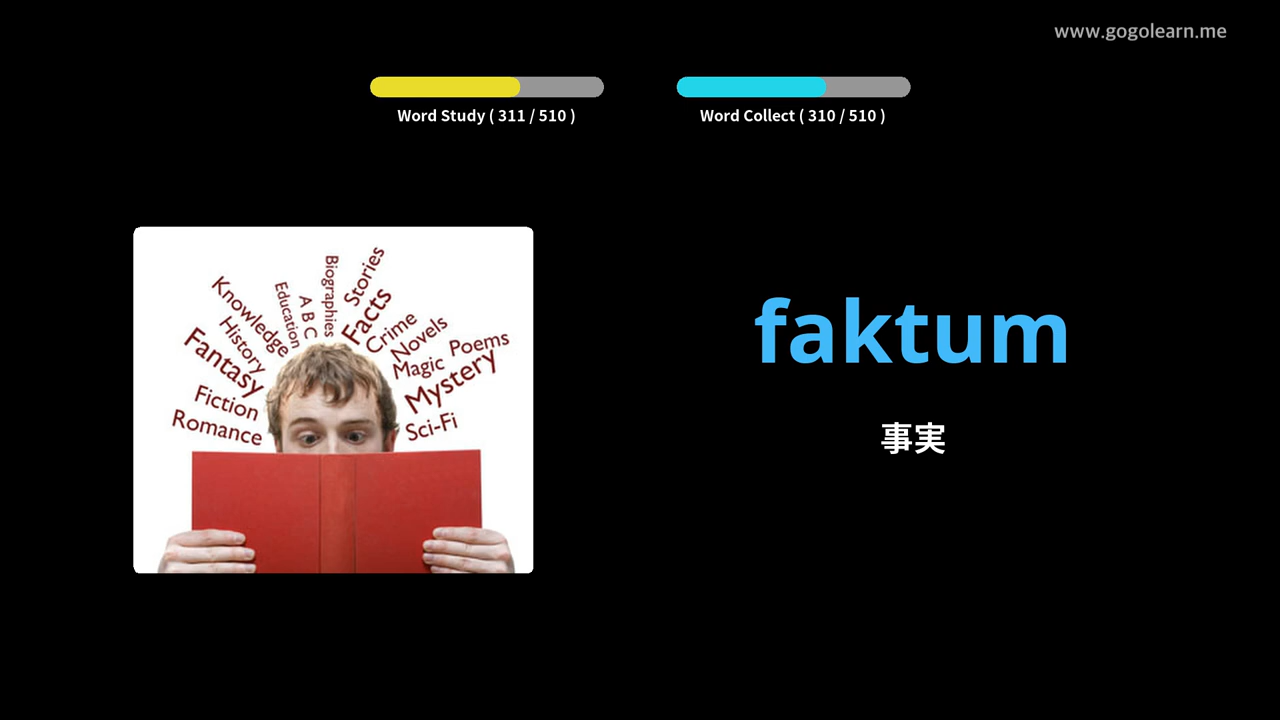 www.gogolearn.me
Word Study ( 311 / 510 )
Word Collect ( 310 / 510 )
Romance
Fiction
Fantasy
History
Knowledge
Education
A B C
Biographies
Stories
Facts
Crime
Novels
Magic
Poems
Mystery
Sci-Fi
faktum
事実